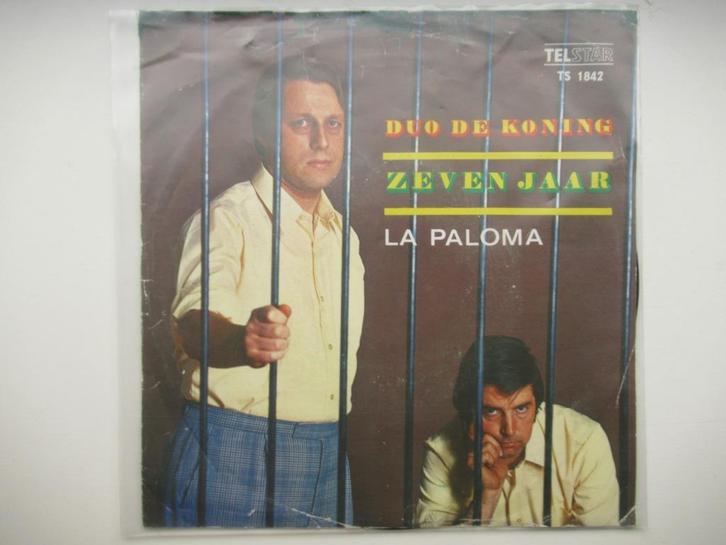 TELSTAR
TS 1842
DUO DE KONING
ZEVEN JAAR
LA PALOMA